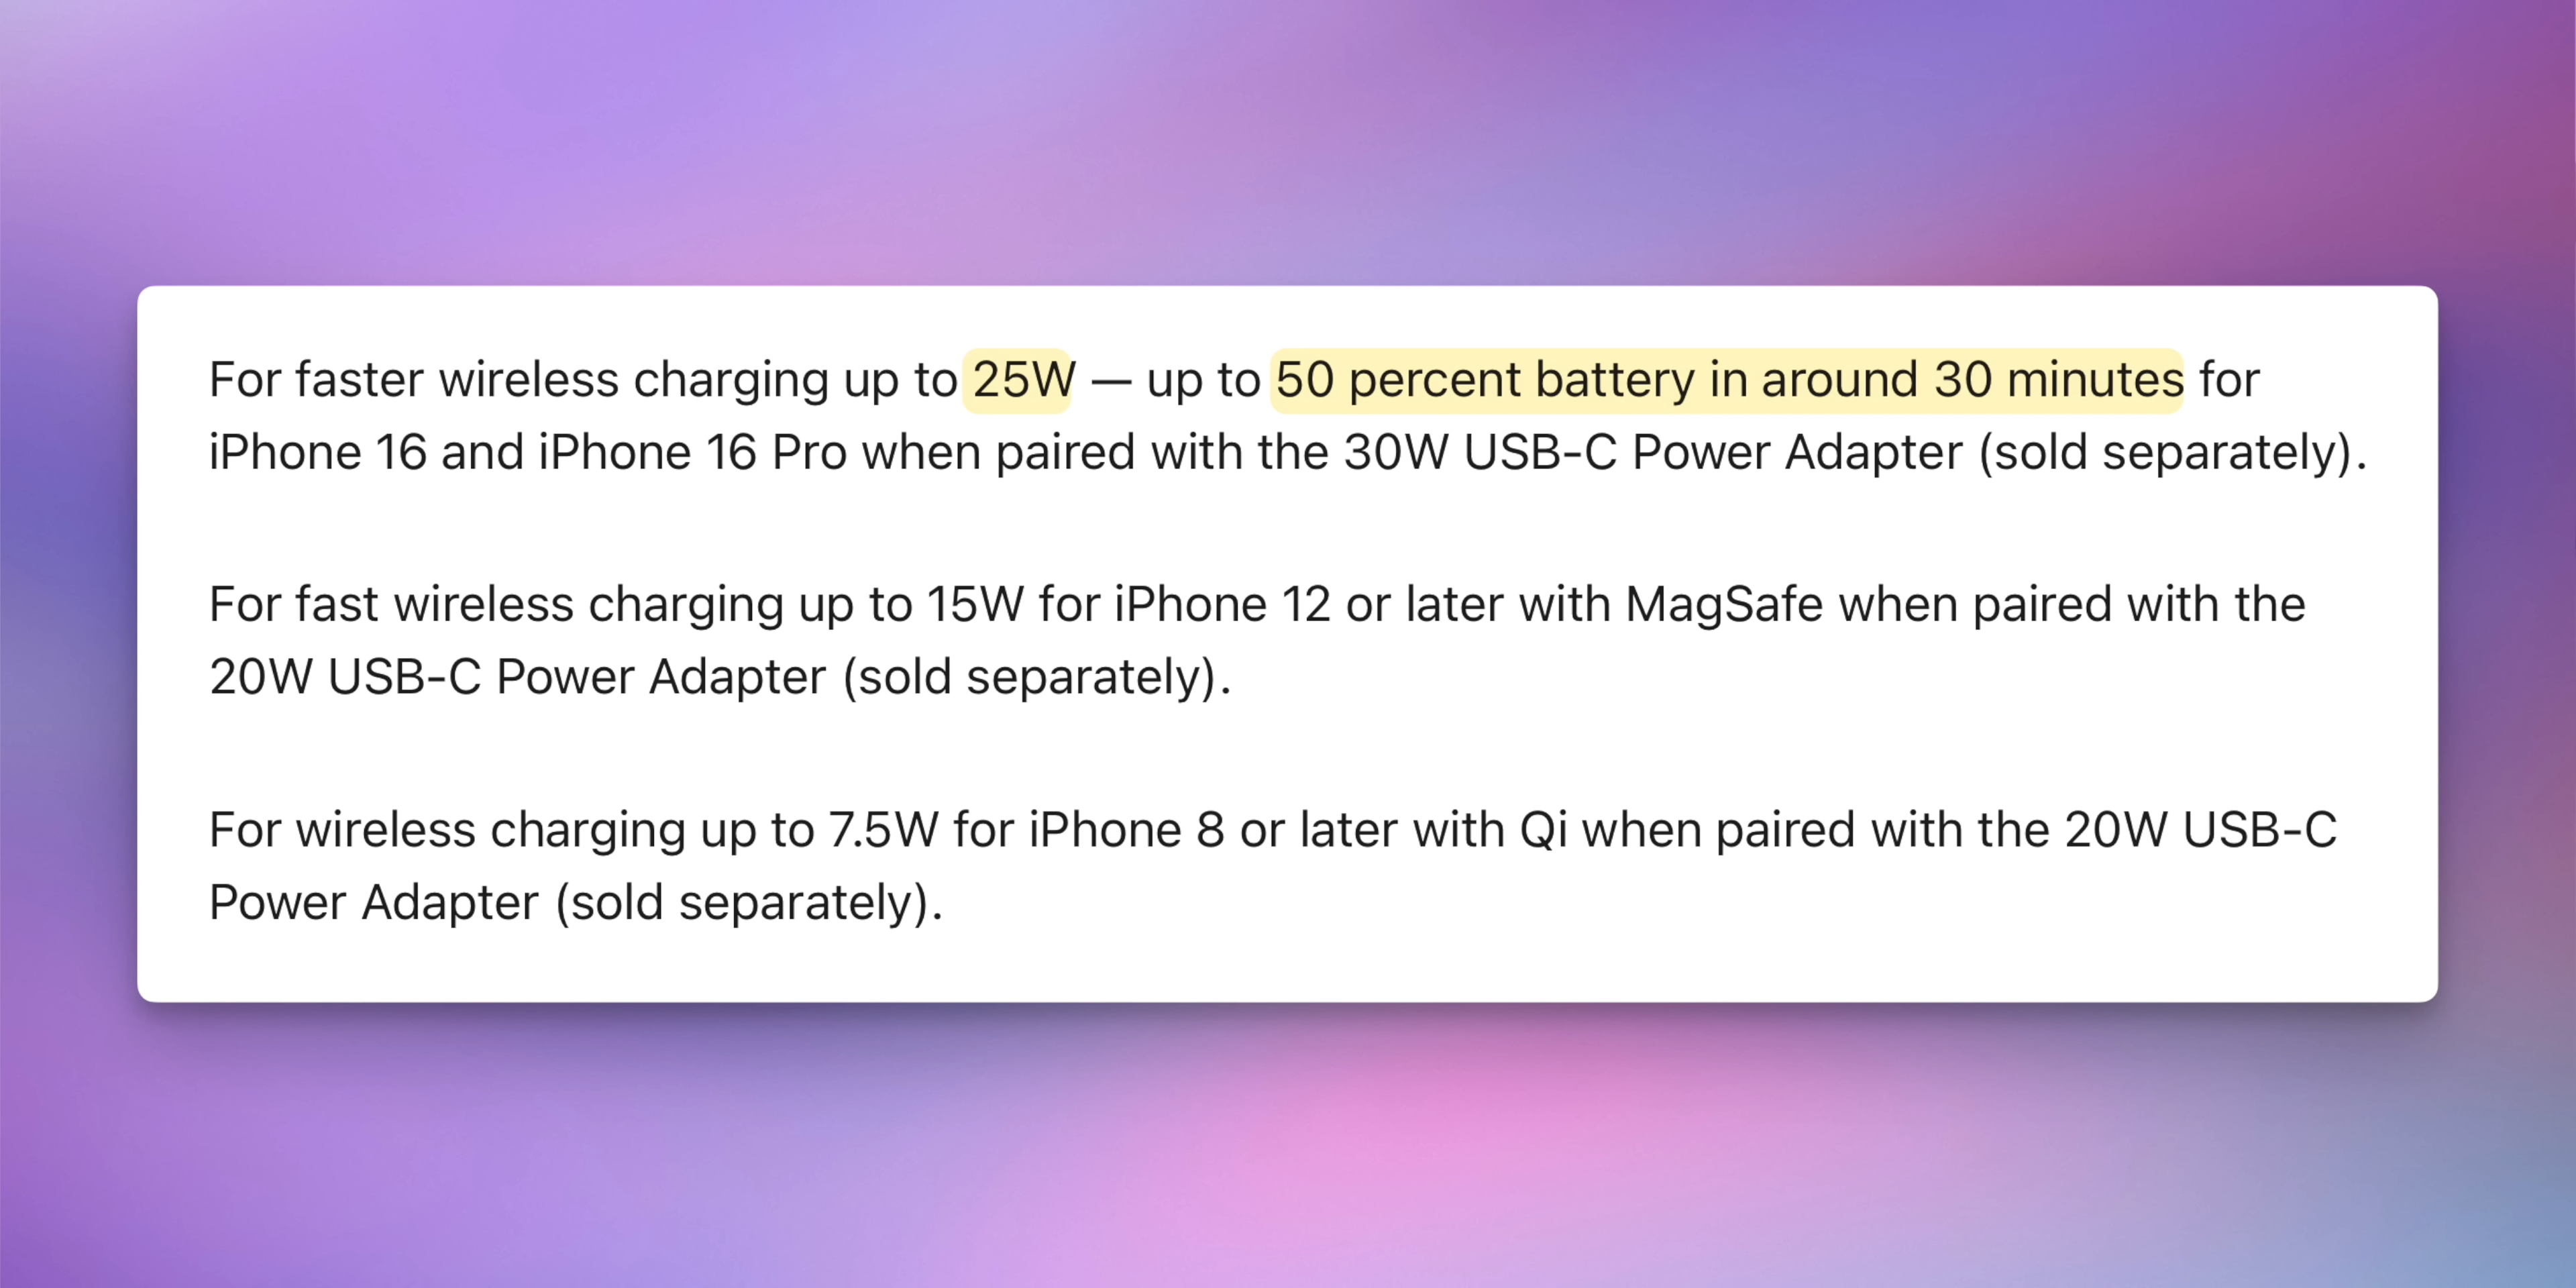 For faster wireless charging up to 25W — up to 50 percent battery in around 30 minutes for
iPhone 16 and iPhone 16 Pro when paired with the 30W USB-C Power Adapter (sold separately).
For fast wireless charging up to 15W for iPhone 12 or later with MagSafe when paired with the
20W USB-C Power Adapter (sold separately).
For wireless charging up to 7.5W for iPhone 8 or later with Qi when paired with the 20W USB-C
Power Adapter (sold separately).